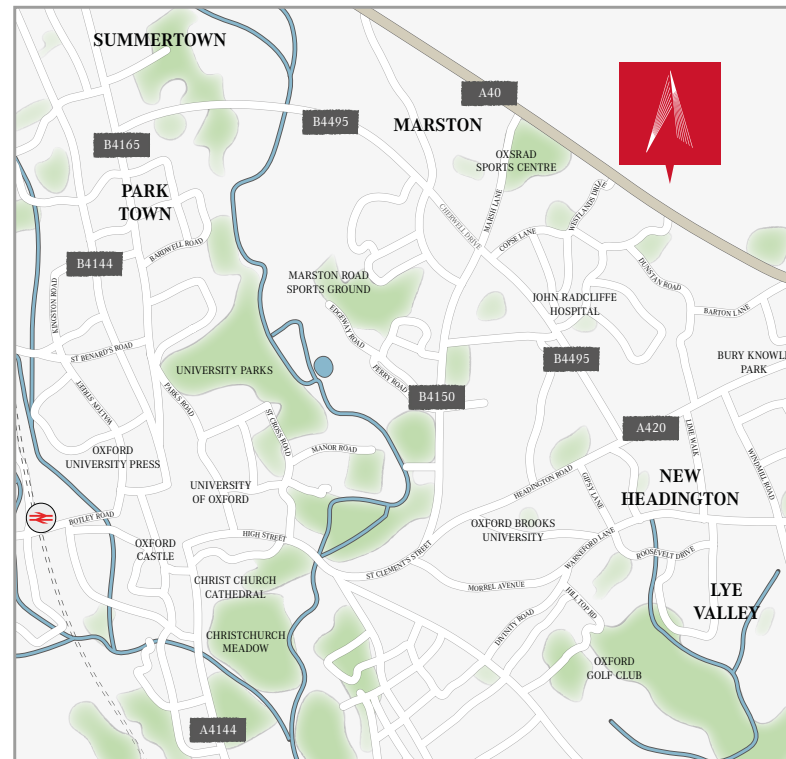 SUMMERTOWN
A40
B4495
MARSTON
B4165
OXSRAD
SPORTS CENTRE
PARK
TOWN
MARSH LANE
WESTLANDS DRIVE
CHERWELL DRIVE
COPSE LANE
BARDWELL ROAD
B4144
DUNSTAN ROAD
MARSTON ROAD
SPORTS GROUND
KINGSTON ROAD
JOHN RADCLIFFE
HOSPITAL
EDGEWAY ROAD
BARTON LANE
ST BENARD'S ROAD
B4495
BURY KNOWLE
PARK
UNIVERSITY PARKS
FERRY ROAD
WALTON STREET
PARKS ROAD
B4150
ST CROSS ROAD
A420
LIME WALK
OXFORD
UNIVERSITY PRESS
MANOR ROAD
WINDMILL ROAD
UNIVERSITY
OF OXFORD
HEADINGTON ROAD
GIPSY LANE
NEW
HEADINGTON
BOTLEY ROAD
OXFORD BROOKS
UNIVERSITY
HIGH STREET
OXFORD
CASTLE
WARNEFORD LANE
ROOSEVELT DRIVE
ST CLEMENT'S STREET
CHRIST CHURCH
CATHEDRAL
MORREL AVENUE
LYE
VALLEY
HILL TOP RD
DIVINITY ROAD
CHRISTCHURCH
MEADOW
OXFORD
GOLF CLUB
A4144